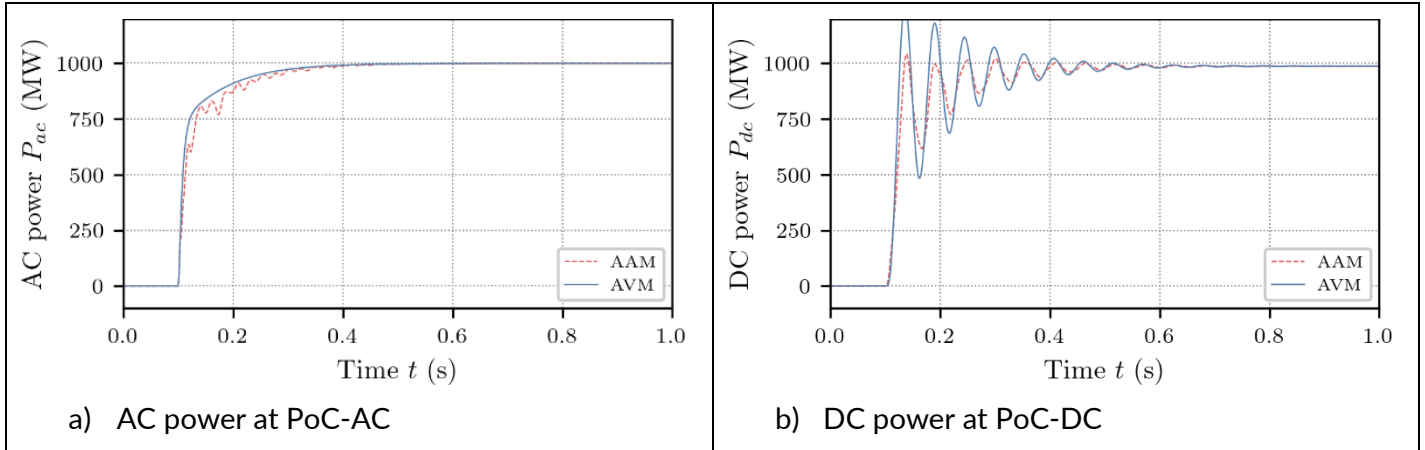 AC power P_ac (MW)
1000
750
500
250
0
AAM
AVM
0.0 0.2 0.4 0.6 0.8 1.0
Time t (s)
a) AC power at PoC-AC
DC power P_dc (MW)
1000
750
500
250
0
AAM
AVM
0.0 0.2 0.4 0.6 0.8 1.0
Time t (s)
b) DC power at PoC-DC